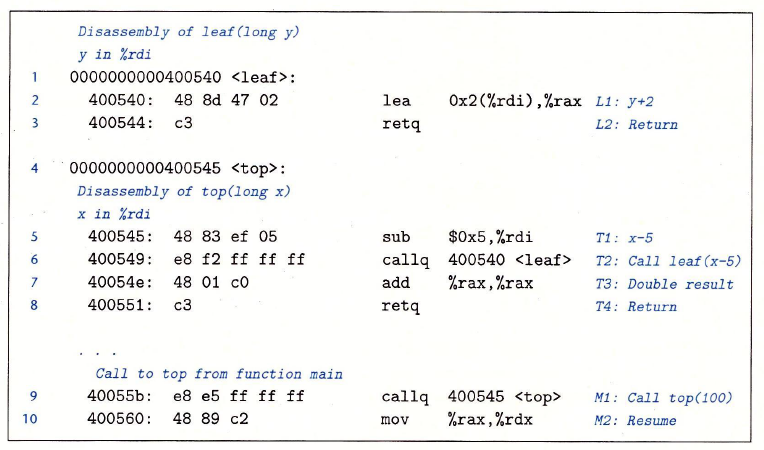 Disassembly of leaf(long y)
y in %rdi
1 0000000000400540 <leaf>:
2 400540: 48 8d 47 02 lea 0x2(%rdi),%rax L1: y+2
3 400544: c3 retq L2: Return
4 0000000000400545 <top>:
Disassembly of top(long x)
x in %rdi
5 400545: 48 83 ef 05 sub $0x5,%rdi T1: x-5
6 400549: e8 f2 ff ff ff callq 400540 <leaf> T2: Call leaf(x-5)
7 40054e: 48 01 c0 add %rax,%rax T3: Double result
8 400551: c3 retq T4: Return
. . .
Call to top from function main
9 40055b: e8 e5 ff ff ff callq 400545 <top> M1: Call top(100)
10 400560: 48 89 c2 mov %rax,%rdx M2: Resume